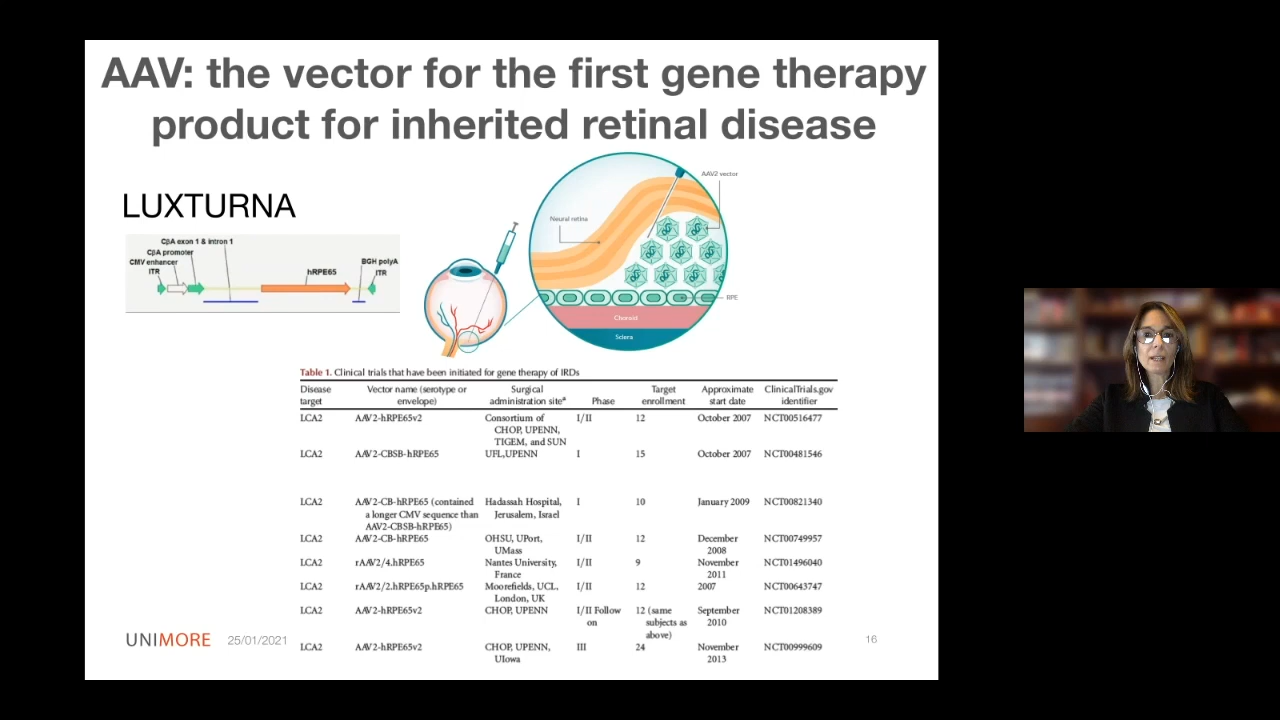 AAV: the vector for the first gene therapy
product for inherited retinal disease
LUXTURNA
CβA exon 1 & intron 1
CβA promoter
CMV enhancer
ITR
hRPE65
BGH polyA
ITR
AAV2 vector
Neural retina
RPE
Choroid
Sclera
Table 1. Clinical trials that have been initiated for gene therapy of IRDs
Disease target Vector name (serotype or envelope) Surgical administration siteª Phase Target enrollment Approximate start date ClinicalTrials.gov identifier
LCA2 AAV2-hRPE65v2 Consortium of CHOP, UPENN, TIGEM, and SUN I/II 12 October 2007 NCT00516477
LCA2 AAV2-CBSB-hRPE65 UFL,UPENN I 15 October 2007 NCT00481546
LCA2 AAV2-CB-hRPE65 (contained a longer CMV sequence than AAV2-CBSB-hRPE65) Hadassah Hospital, Jerusalem, Israel I 10 January 2009 NCT00821340
LCA2 AAV2-CB-hRPE65 OHSU, UPort, UMass I/II 12 December 2008 NCT00749957
LCA2 rAAV2/4.hRPE65 Nantes University, France I/II 9 November 2011 NCT01496040
LCA2 rAAV2/2.hRPE65p.hRPE65 Moorefields, UCL, London, UK I/II 12 2007 NCT00643747
LCA2 AAV2-hRPE65v2 CHOP, UPENN I/II Follow on 12 (same subjects as above) September 2010 NCT01208389
LCA2 AAV2-hRPE65v2 CHOP, UPENN, UIowa III 24 November 2013 NCT00999609
UNIMORE 25/01/2021
16